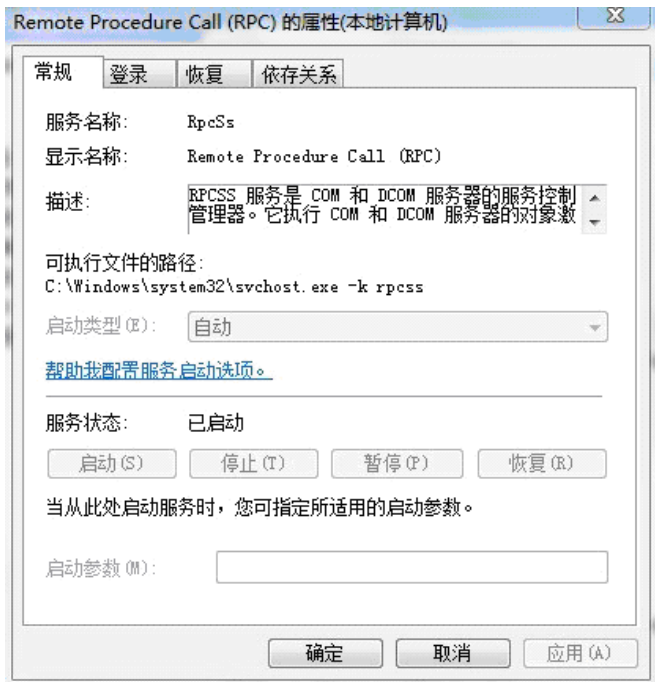 Remote Procedure Call (RPC) 的属性(本地计算机)
常规 登录 恢复 依存关系
服务名称: RpcSs
显示名称: Remote Procedure Call (RPC)
描述: RPCSS 服务是 COM 和 DCOM 服务器的服务控制
管理器。它执行 COM 和 DCOM 服务器的对象激
可执行文件的路径:
C:\Windows\system32\svchost.exe -k rpcss
启动类型(E): 自动
帮助我配置服务启动选项。
服务状态: 已启动
启动(S) 停止(T) 暂停(P) 恢复(R)
当从此处启动服务时，您可指定所适用的启动参数。
启动参数(M):
确定 取消 应用(A)